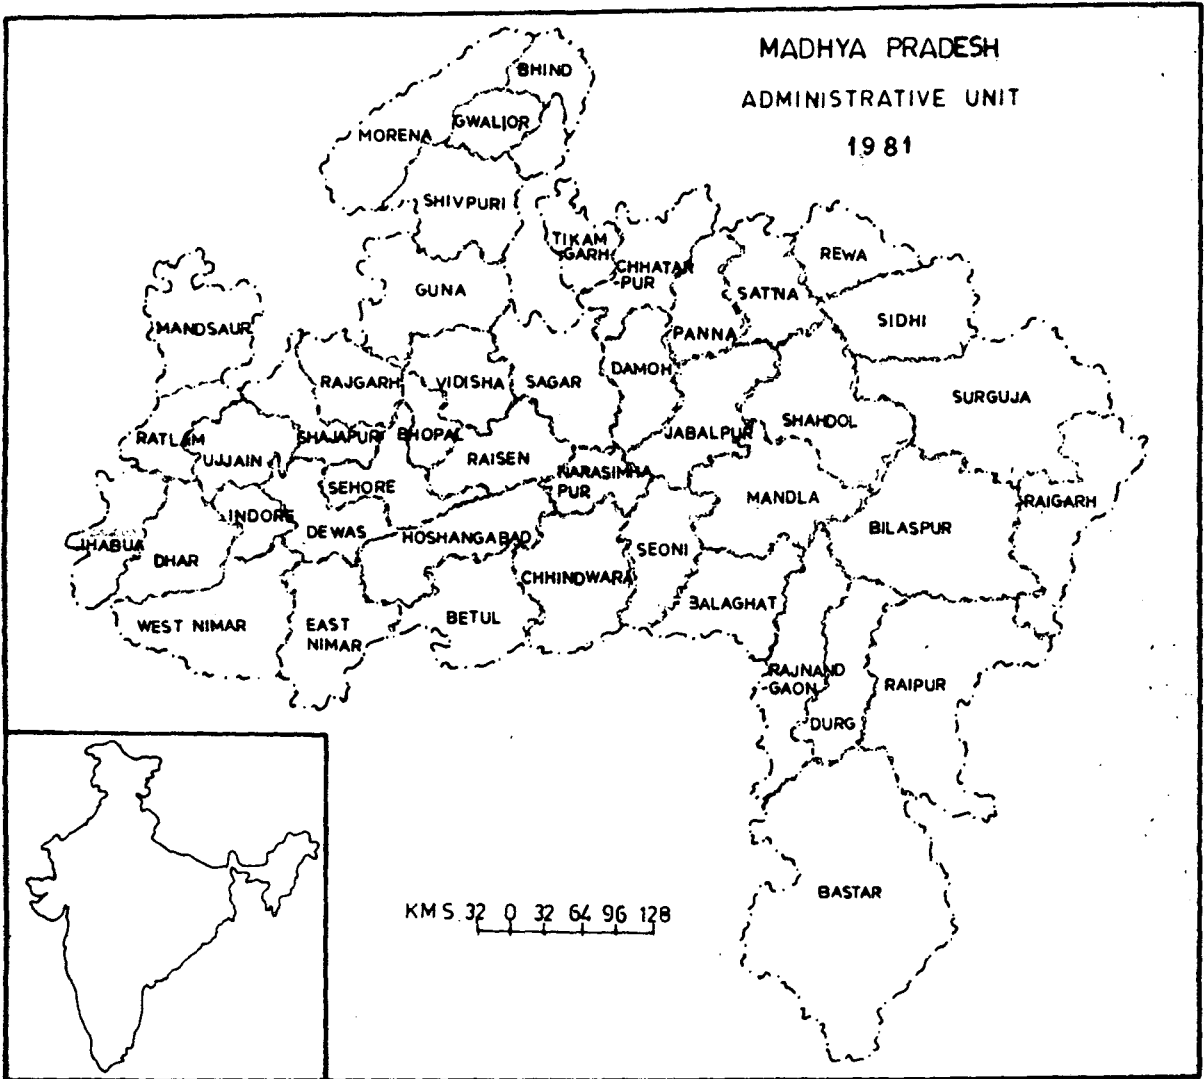 MADHYA PRADESH
ADMINISTRATIVE UNIT
1981
BHIND
GWALIOR
MORENA
SHIVPURI
TIKAM
GARH
REWA
CHHATAR
-PUR
GUNA
SATNA
SIDHI
MANDSAUR
PANNA
DAMOH
RAJGARH
VIDISHA
SAGAR
SURGUJA
SHAHDOL
RATLAM
SHAJAPUR
BHOPAL
JABALPUR
UJJAIN
RAISEN
NARASIMHA
PUR
SEHORE
MANDLA
RAIGARH
INDORE
DEWAS
HOSHANGABAD
BILASPUR
JHABUA
DHAR
SEONI
CHHINDWARA
BALAGHAT
WEST NIMAR
EAST
NIMAR
BETUL
RAJNAND
-GAON
RAIPUR
DURG
BASTAR
KMS. 32 0 32 64 96 128